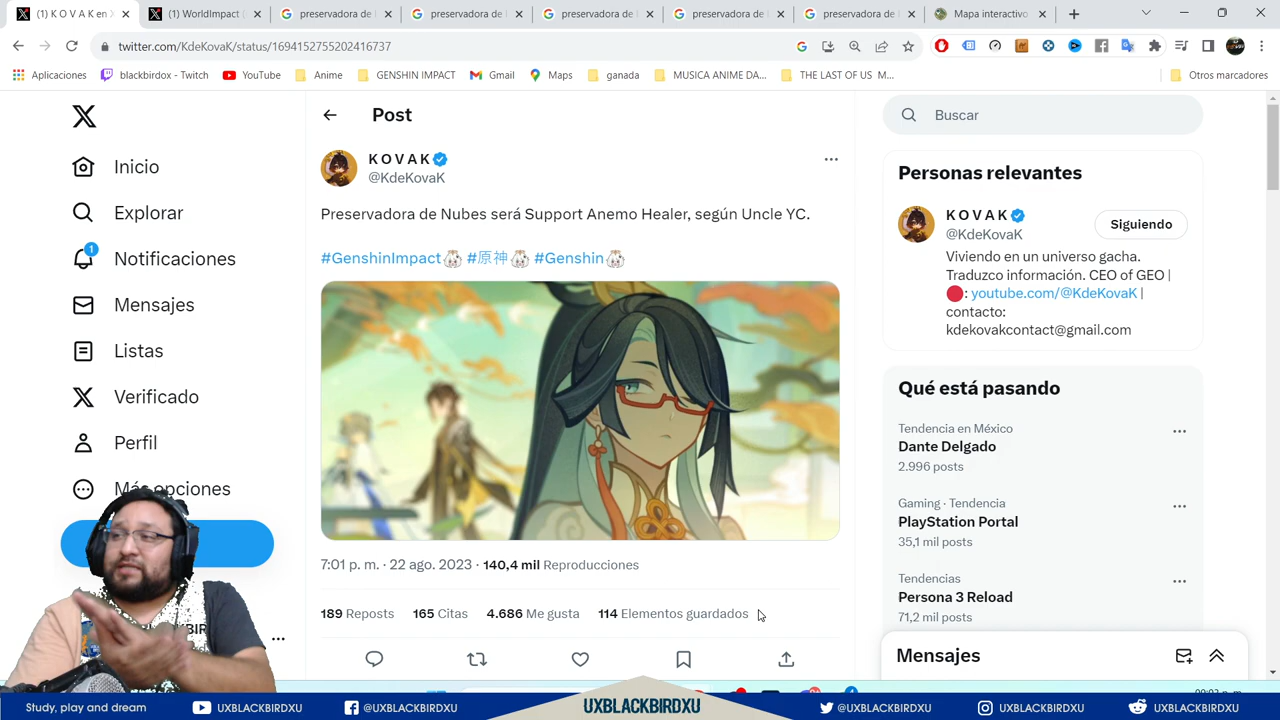 (1) K O V A K en X
(1) WorldImpact (
preservadora de
preservadora de
preservadora de
preservadora de
preservadora de
Mapa interactivo
twitter.com/KdeKovaK/status/1694152755202416737
Aplicaciones
blackbirdox - Twitch
YouTube
Anime
GENSHIN IMPACT
Gmail
Maps
ganada
MUSICA ANIME DA...
THE LAST OF US M...
Otros marcadores
Inicio
Explorar
1
Notificaciones
Mensajes
Listas
Verificado
Perfil
Más opciones
Post
K O V A K
@KdeKovaK
Preservadora de Nubes será Support Anemo Healer, según Uncle YC.
#GenshinImpact #原神 #Genshin
7:01 p. m. · 22 ago. 2023 · 140,4 mil Reproducciones
189 Reposts 165 Citas 4.686 Me gusta 114 Elementos guardados
Buscar
Personas relevantes
K O V A K
@KdeKovaK
Siguiendo
Viviendo en un universo gacha.
Traduzco información. CEO of GEO |
: youtube.com/@KdeKovaK |
contacto:
kdekovakcontact@gmail.com
Qué está pasando
Tendencia en México
Dante Delgado
2.996 posts
Gaming · Tendencia
PlayStation Portal
35,1 mil posts
Tendencias
Persona 3 Reload
71,2 mil posts
Mensajes
Study, play and dream
UXBLACKBIRDXU
@UXBLACKBIRDXU
UXBLACKBIRDXU
@UXBLACKBIRDXU
UXBLACKBIRDXU
UXBLACKBIRDXU